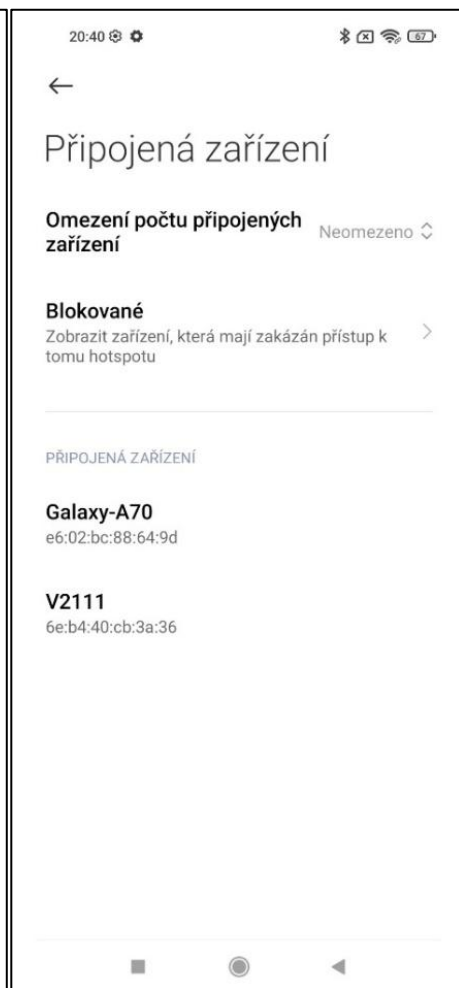 20:40
67
Připojená zařízení
Omezení počtu připojených
zařízení
Neomezeno
Blokované
Zobrazit zařízení, která mají zakázán přístup k
tomu hotspotu
PŘIPOJENÁ ZAŘÍZENÍ
Galaxy-A70
e6:02:bc:88:64:9d
V2111
6e:b4:40:cb:3a:36